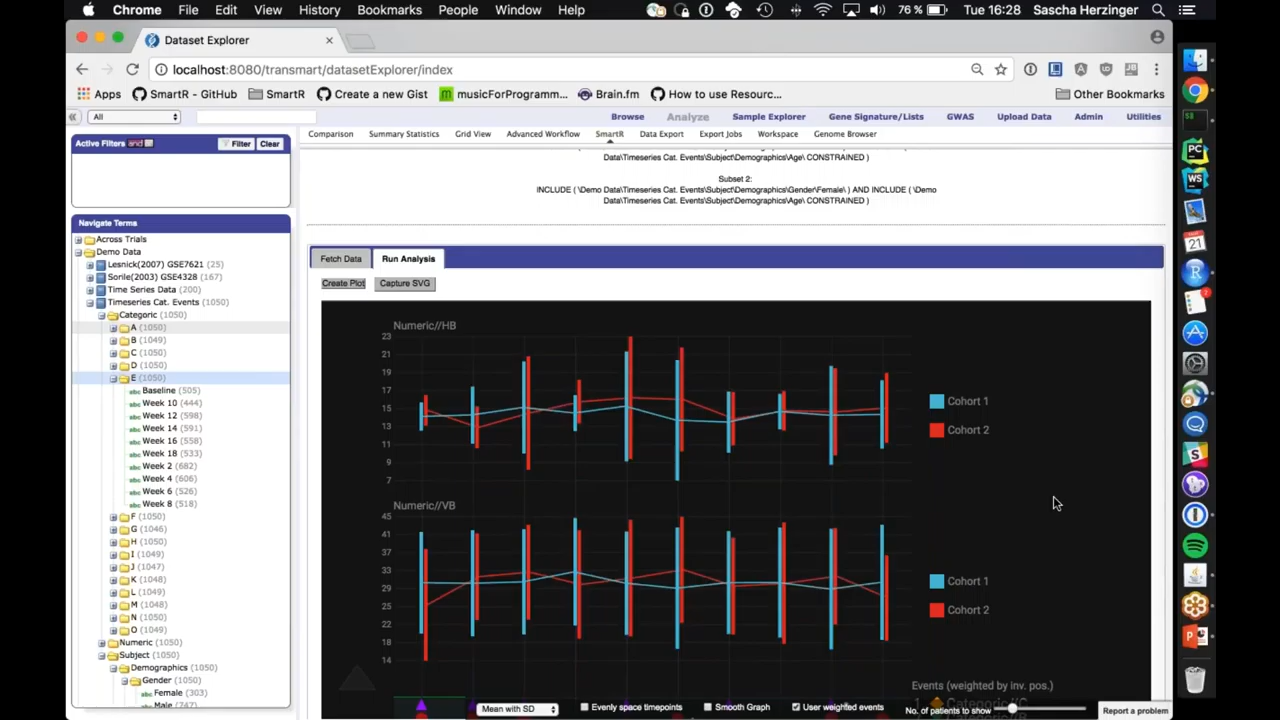 Chrome File Edit View History Bookmarks People Window Help 76 % Tue 16:28 Sascha Herzinger
Dataset Explorer
localhost:8080/transmart/datasetExplorer/index
Apps SmartR - GitHub SmartR Create a new Gist musicForProgramm... Brain.fm How to use Resourc... Other Bookmarks
All Browse Analyze Sample Explorer Gene Signature/Lists GWAS Upload Data Admin Utilities
Comparison Summary Statistics Grid View Advanced Workflow SmartR Data Export Export Jobs Workspace Genome Browser
Active Filters and Filter Clear
Data\Timeseries Cat. Events\Subject\Demographics\Age\ CONSTRAINED )
Subset 2:
INCLUDE ( \Demo Data\Timeseries Cat. Events\Subject\Demographics\Gender\Female\ ) AND INCLUDE ( \Demo
Data\Timeseries Cat. Events\Subject\Demographics\Age\ CONSTRAINED )
Navigate Terms
Across Trials
Demo Data
Lesnick(2007) GSE7621 (25)
Sorile(2003) GSE4328 (167)
Time Series Data (200)
Timeseries Cat. Events (1050)
Categoric (1050)
A (1050)
B (1049)
C (1050)
D (1050)
E (1050)
Baseline (505)
Week 10 (444)
Week 12 (598)
Week 14 (591)
Week 16 (558)
Week 18 (533)
Week 2 (682)
Week 4 (606)
Week 6 (526)
Week 8 (518)
F (1050)
G (1046)
H (1050)
I (1049)
J (1047)
K (1048)
L (1049)
M (1048)
N (1050)
O (1049)
Numeric (1050)
Subject (1050)
Demographics (1050)
Gender (1050)
Female (303)
Male (747)
Fetch Data Run Analysis
Create Plot Capture SVG
Numeric//HB
23
21
19
17
15
13
11
9
7
Cohort 1
Cohort 2
Numeric//VB
45
41
37
33
29
25
22
18
14
Cohort 1
Cohort 2
Events (weighted by inv. pos.)
Mean with SD Evenly space timepoints Smooth Graph User weighted events No. of patients to show Report a problem